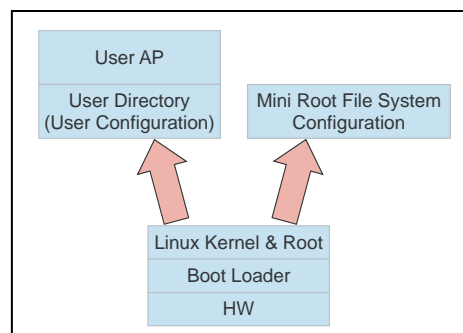 User AP
User Directory
(User Configuration)
Mini Root File System
Configuration
Linux Kernel & Root
Boot Loader
HW